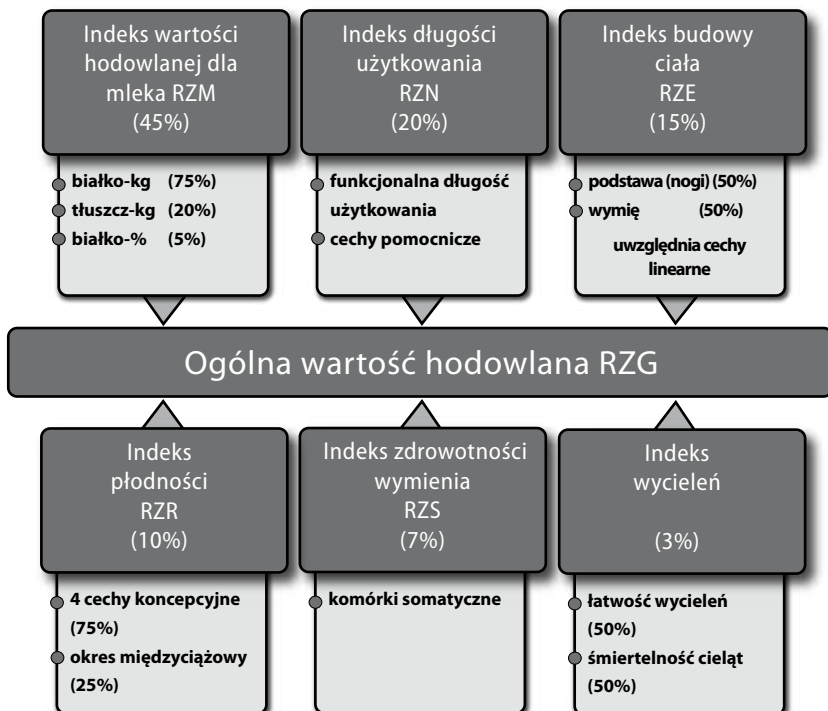 Indeks wartości
hodowlanej dla
mleka RZM
(45%)
białko-kg (75%)
tłuszcz-kg (20%)
białko-% (5%)
Indeks długości
użytkowania
RZN
(20%)
funkcjonalna długość
użytkowania
cechy pomocnicze
Indeks budowy
ciała
RZE
(15%)
podstawa (nogi) (50%)
wymię (50%)
uwzględnia cechy
linearne
Ogólna wartość hodowlana RZG
Indeks
płodności
RZR
(10%)
4 cechy koncepcyjne
(75%)
okres międzyciążowy
(25%)
Indeks zdrowotności
wymienia
RZS
(7%)
komórki somatyczne
Indeks
wycieleń
(3%)
łatwość wycieleń
(50%)
śmiertelność cieląt
(50%)